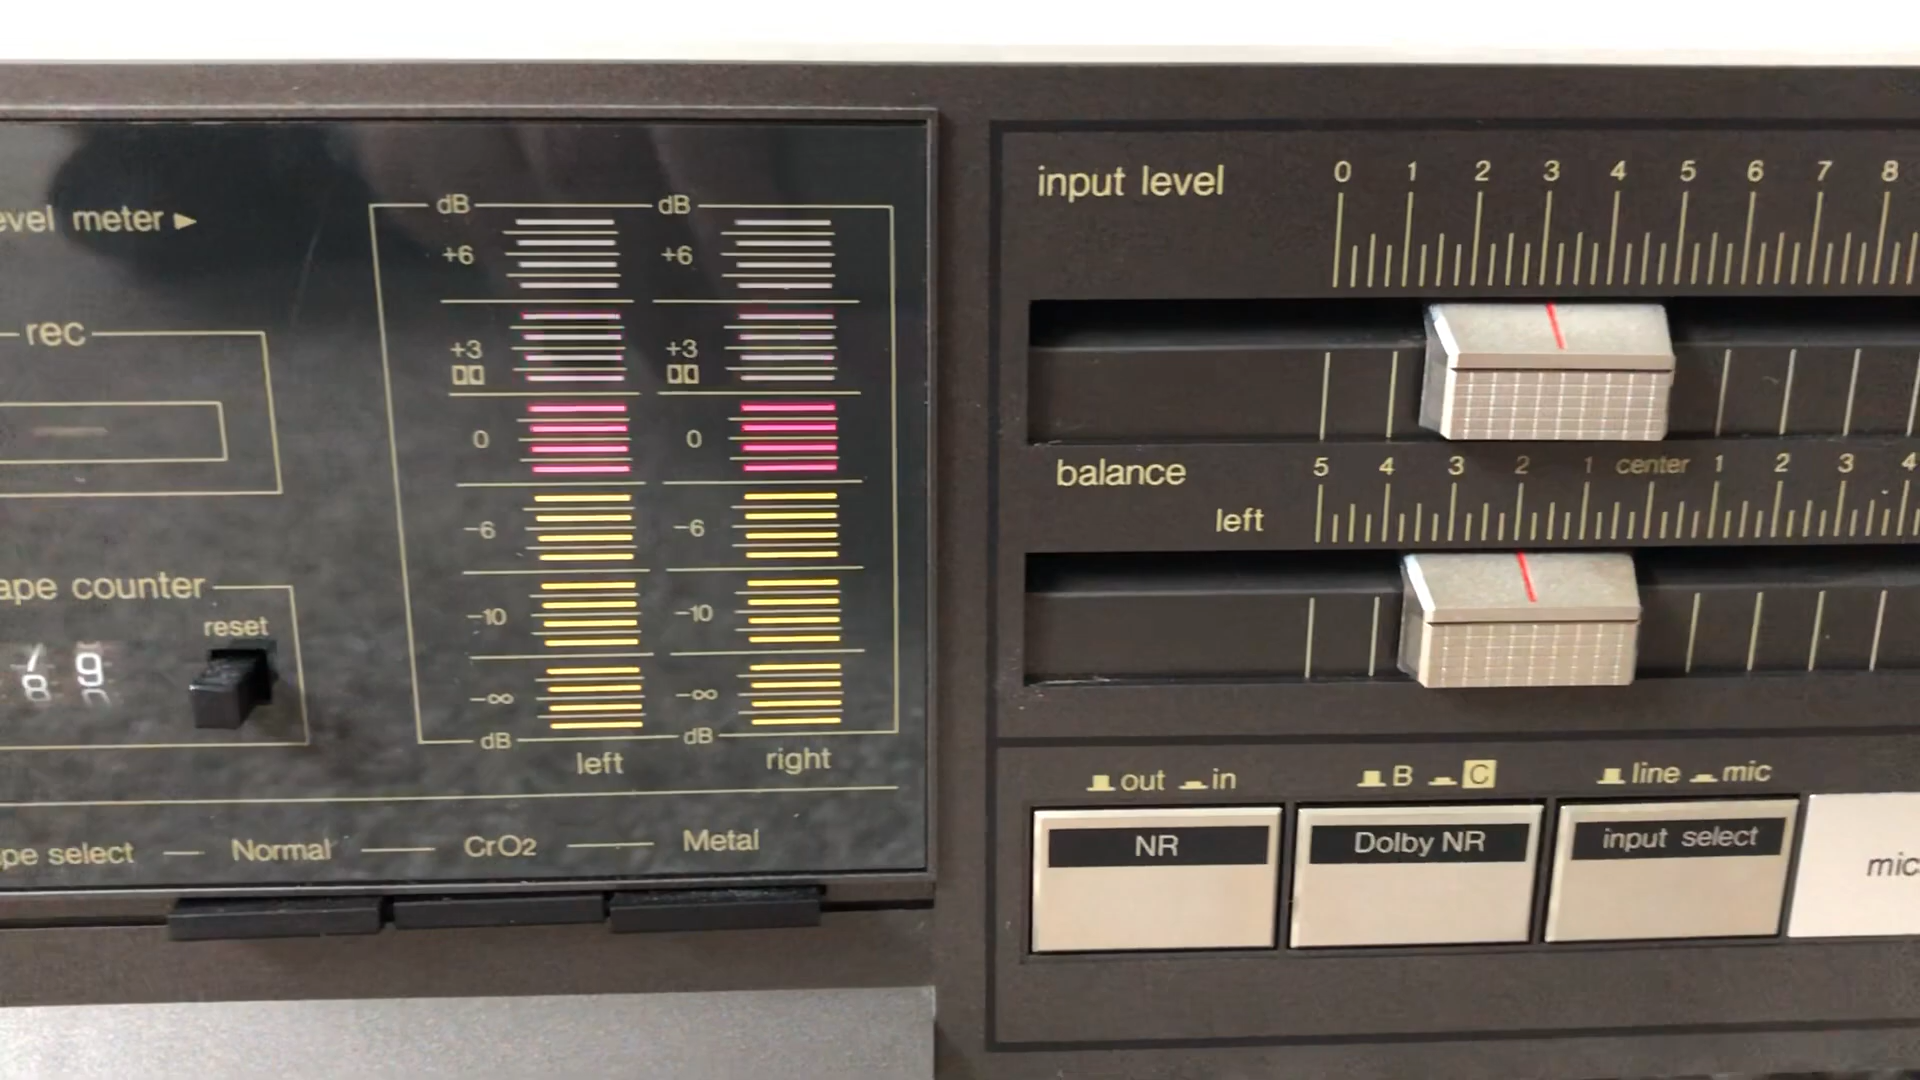 evel meter ►
rec
ape counter
reset
9
8
dB dB
+6 +6
+3 +3
0 0
−6 −6
−10 −10
−∞ −∞
dB dB
left right
pe select Normal CrO2 Metal
input level
0 1 2 3 4 5 6 7 8
balance
5 4 3 2 1 center 1 2 3 4
left
out in
B C
line mic
NR
Dolby NR
input select
mic